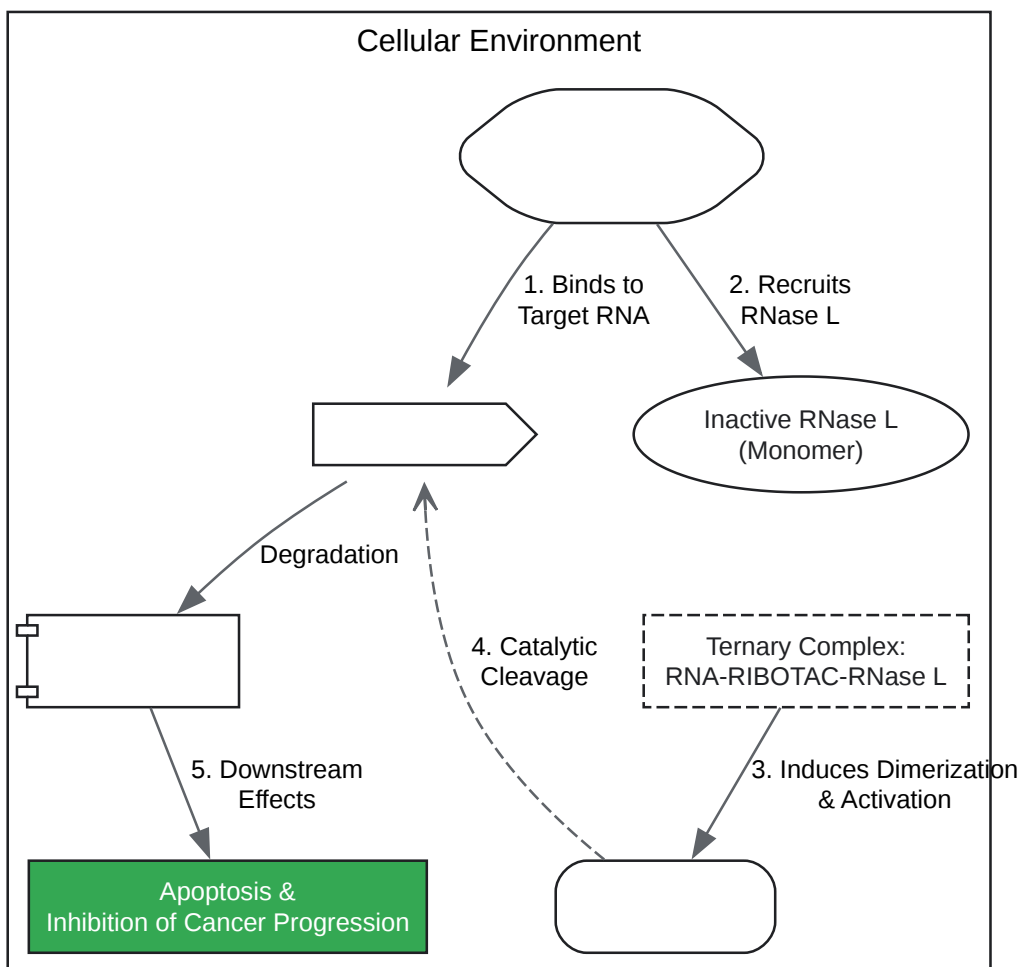 Cellular Environment
1. Binds to
Target RNA
2. Recruits
RNase L
Inactive RNase L
(Monomer)
Degradation
4. Catalytic
Cleavage
Ternary Complex:
RNA-RIBOTAC-RNase L
5. Downstream
Effects
3. Induces Dimerization
& Activation
Apoptosis &
Inhibition of Cancer Progression